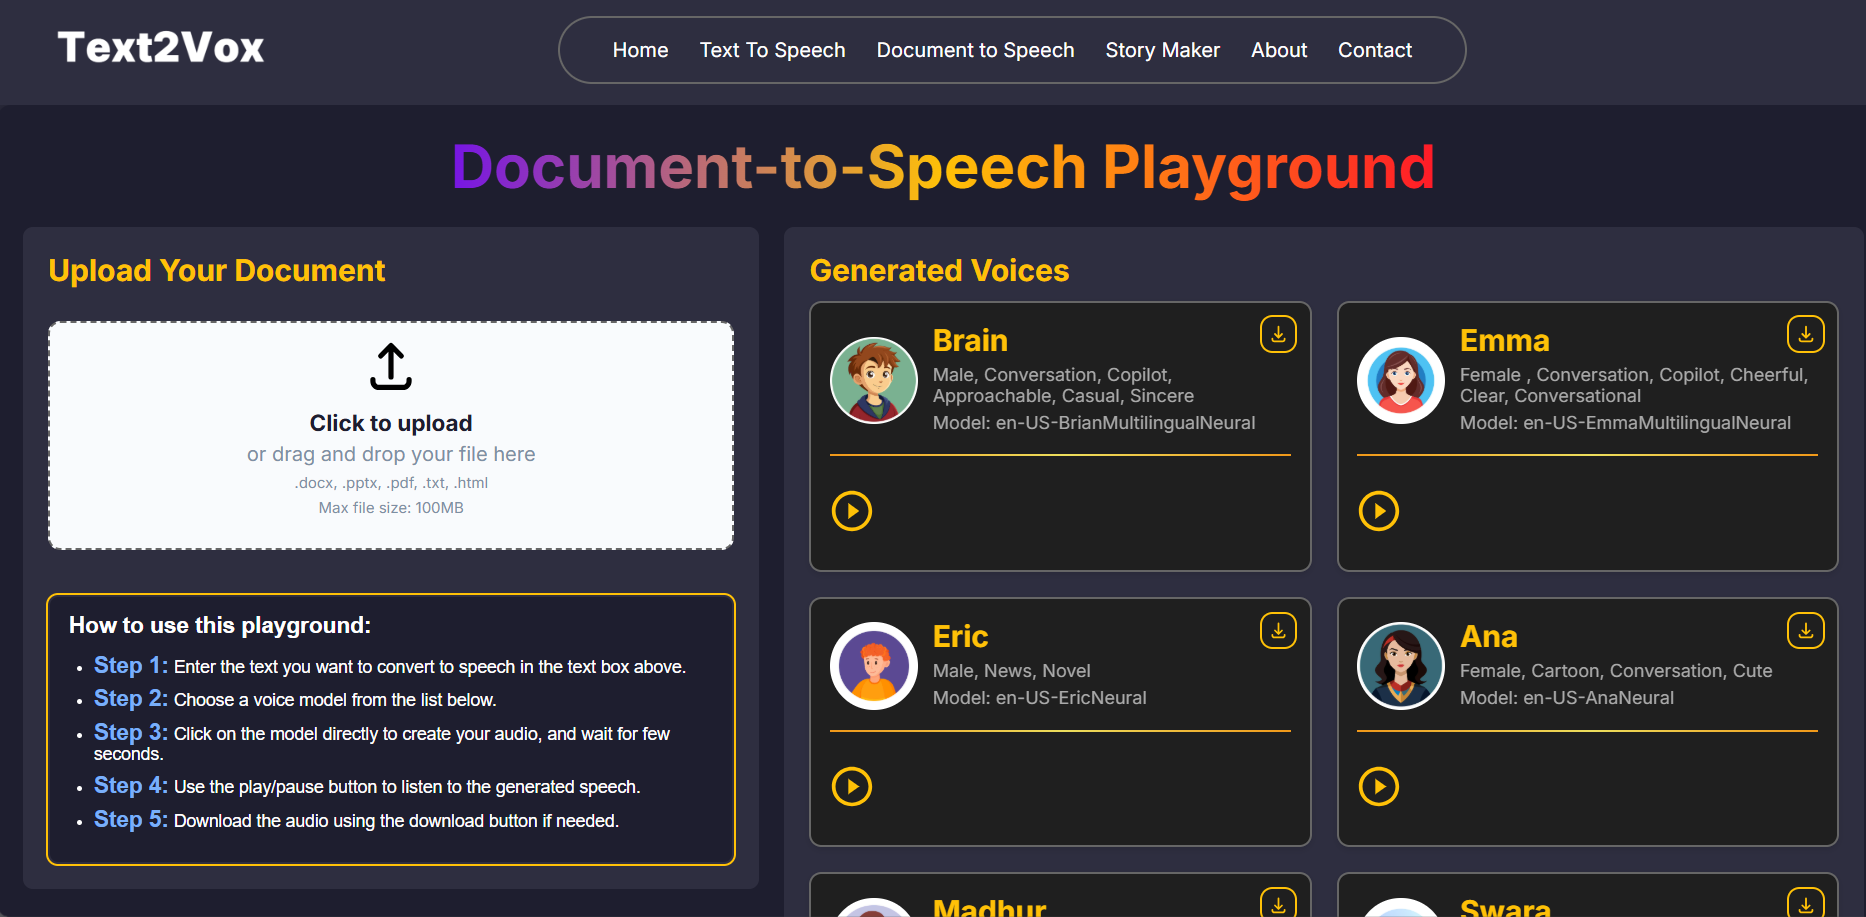 Text2Vox
Home
Text To Speech
Document to Speech
Story Maker
About
Contact
Document-to-Speech Playground
Upload Your Document
Click to upload
or drag and drop your file here
.docx, .pptx, .pdf, .txt, .html
Max file size: 100MB
How to use this playground:
Step 1: Enter the text you want to convert to speech in the text box above.
Step 2: Choose a voice model from the list below.
Step 3: Click on the model directly to create your audio, and wait for few
seconds.
Step 4: Use the play/pause button to listen to the generated speech.
Step 5: Download the audio using the download button if needed.
Generated Voices
Brain
Male, Conversation, Copilot,
Approachable, Casual, Sincere
Model: en-US-BrianMultilingualNeural
Emma
Female , Conversation, Copilot, Cheerful,
Clear, Conversational
Model: en-US-EmmaMultilingualNeural
Eric
Male, News, Novel
Model: en-US-EricNeural
Ana
Female, Cartoon, Conversation, Cute
Model: en-US-AnaNeural
Madhur
Swara